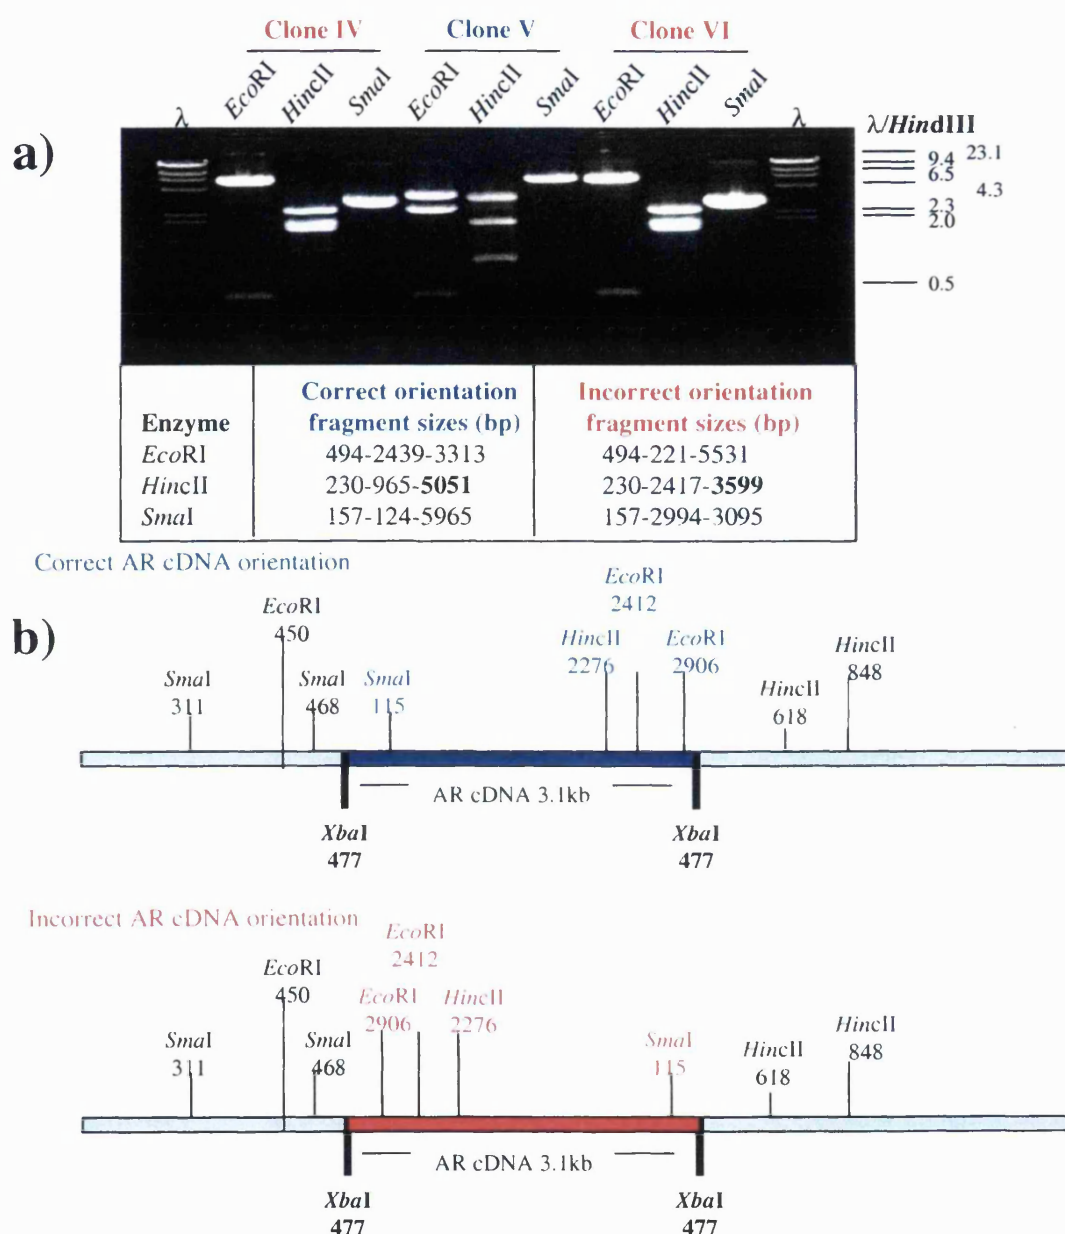 Clone IV Clone V Clone VI
λ EcoRI HincII SmaI EcoRI HincII SmaI EcoRI HincII SmaI λ
a)
λ/HindIII
9.4 23.1
6.5
4.3
2.3
2.0
0.5
Correct orientation Incorrect orientation
Enzyme fragment sizes (bp) fragment sizes (bp)
EcoRI 494-2439-3313 494-221-5531
HincII 230-965-5051 230-2417-3599
SmaI 157-124-5965 157-2994-3095
Correct AR cDNA orientation
b)
EcoRI
2412
EcoRI
450
HincII
2276
EcoRI
2906
HincII
848
SmaI
311
SmaI
468
SmaI
115
HincII
618
AR cDNA 3.1kb
XbaI
477
XbaI
477
Incorrect AR cDNA orientation
EcoRI
2412
EcoRI
450
EcoRI
2906
HincII
2276
SmaI
311
SmaI
468
SmaI
115
HincII
618
HincII
848
AR cDNA 3.1kb
XbaI
477
XbaI
477